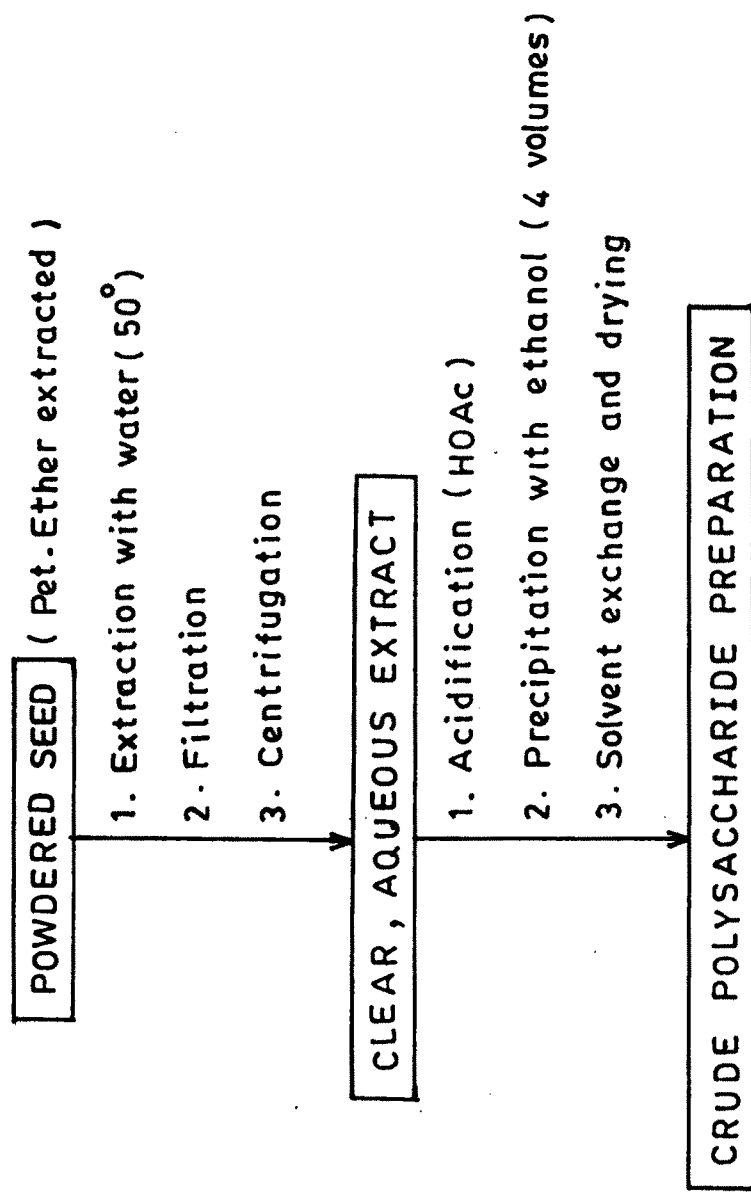 POWDERED SEED ( Pet. Ether extracted )
1. Extraction with water ( 50° )
2. Filtration
3. Centrifugation
CLEAR, AQUEOUS EXTRACT
1. Acidification ( HOAc )
2. Precipitation with ethanol ( 4 volumes )
3. Solvent exchange and drying
CRUDE POLYSACCHARIDE PREPARATION